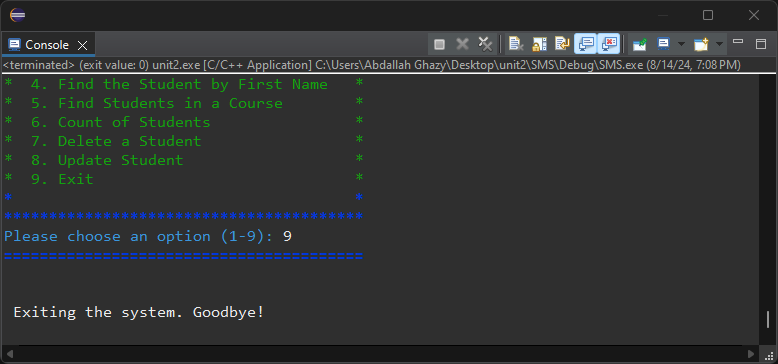 Console
<terminated> (exit value: 0) unit2.exe [C/C++ Application] C:\Users\Abdallah Ghazy\Desktop\unit2\SMS\Debug\SMS.exe (8/14/24, 7:08 PM)
*  4. Find the Student by First Name   *
*  5. Find Students in a Course        *
*  6. Count of Students                *
*  7. Delete a Student                 *
*  8. Update Student                   *
*  9. Exit                             *
*                                      *
****************************************
Please choose an option (1-9): 9
========================================
Exiting the system. Goodbye!